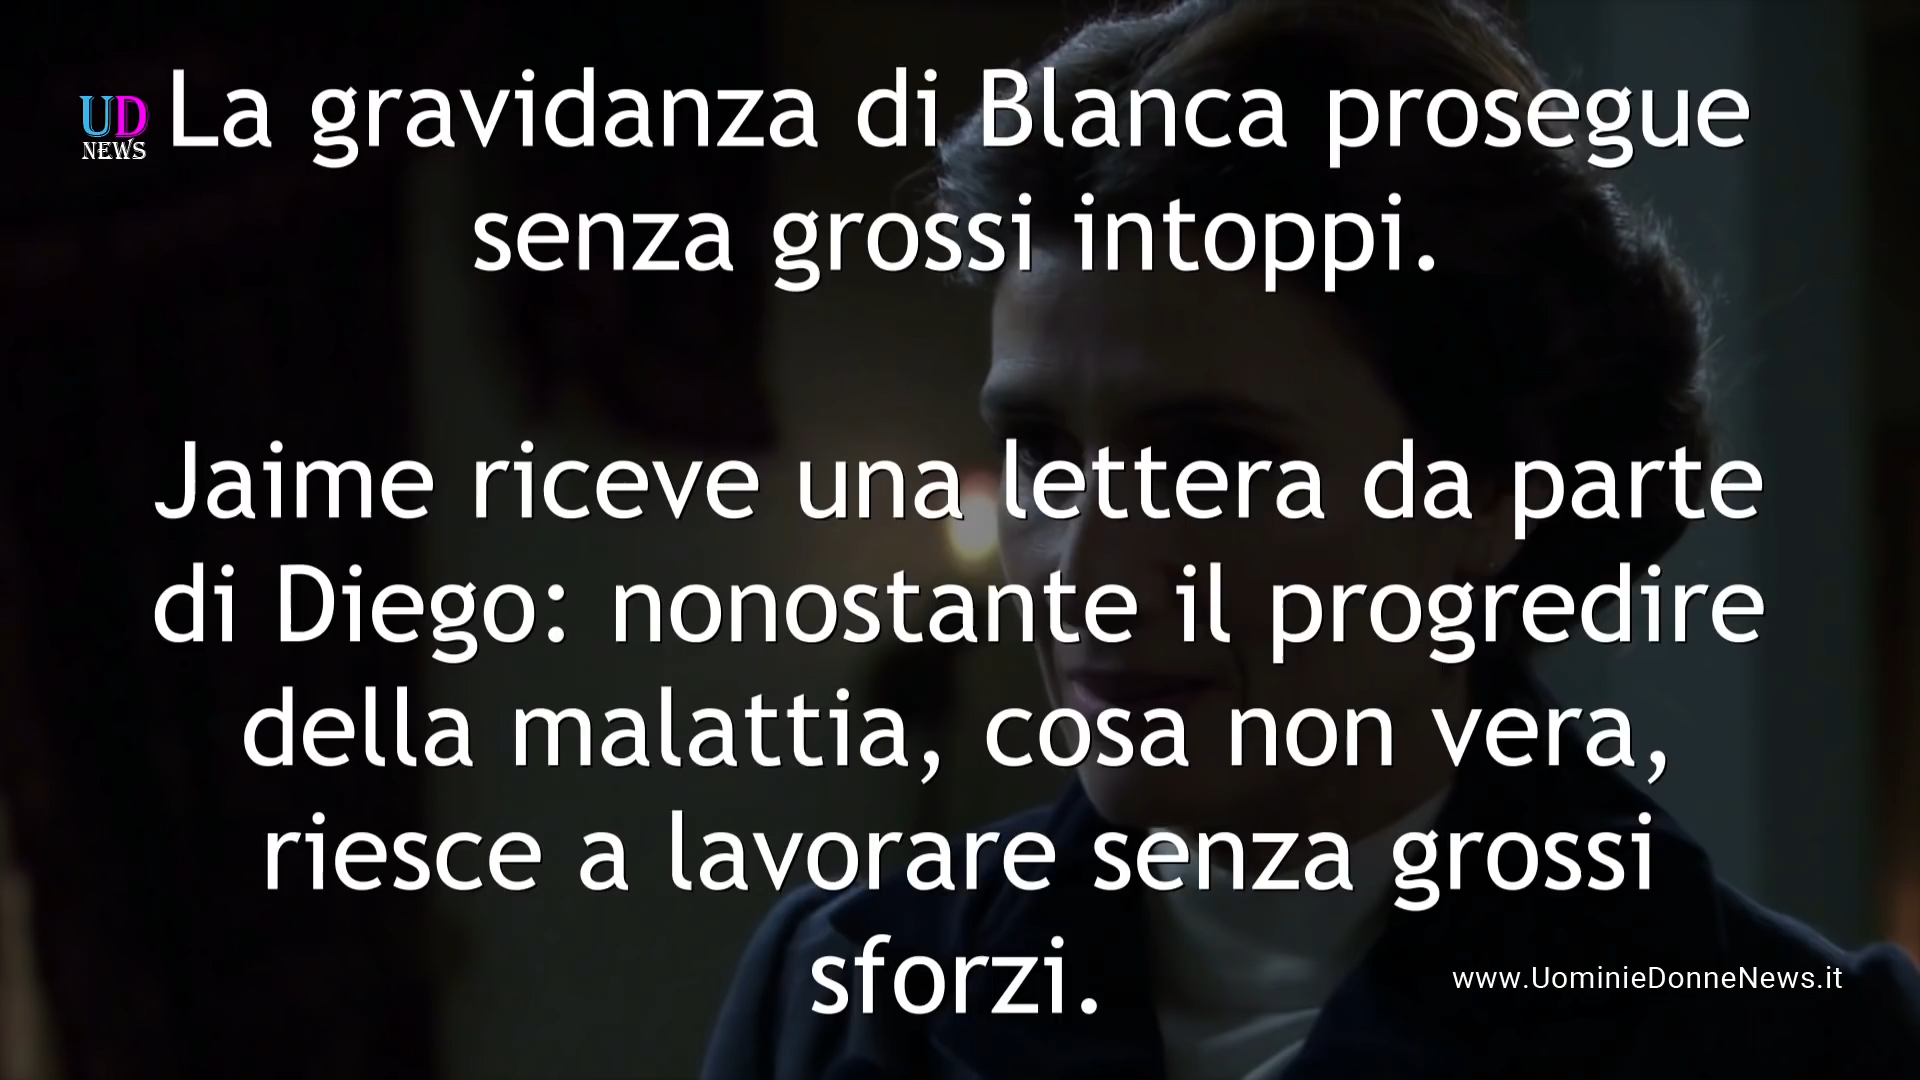 UD
NEWS
La gravidanza di Blanca prosegue
senza grossi intoppi.
Jaime riceve una lettera da parte
di Diego: nonostante il progredire
della malattia, cosa non vera,
riesce a lavorare senza grossi
sforzi.
www.UominieDonneNews.it